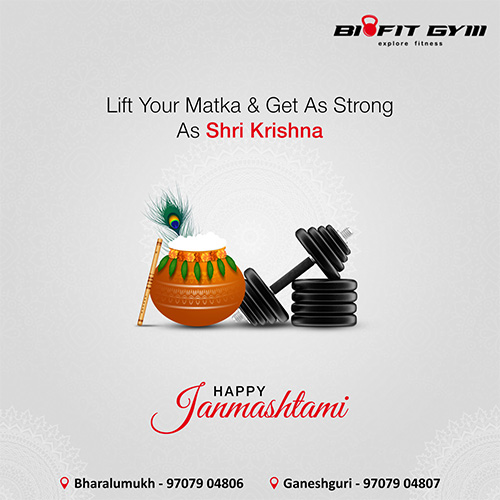 BIOFIT GYM
explore fitness
Lift Your Matka & Get As Strong
As Shri Krishna
HAPPY
Janmashtami
Bharalumukh - 97079 04806 Ganeshguri - 97079 04807